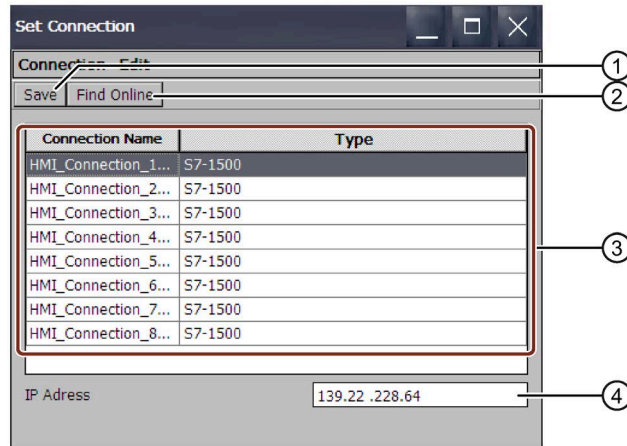 Set Connection
Connection Edit
1
Save Find Online
2
Connection Name Type
HMI_Connection_1... S7-1500
HMI_Connection_2... S7-1500
HMI_Connection_3... S7-1500
HMI_Connection_4... S7-1500
3
HMI_Connection_5... S7-1500
HMI_Connection_6... S7-1500
HMI_Connection_7... S7-1500
HMI_Connection_8... S7-1500
IP Adress 139.22 .228.64
4